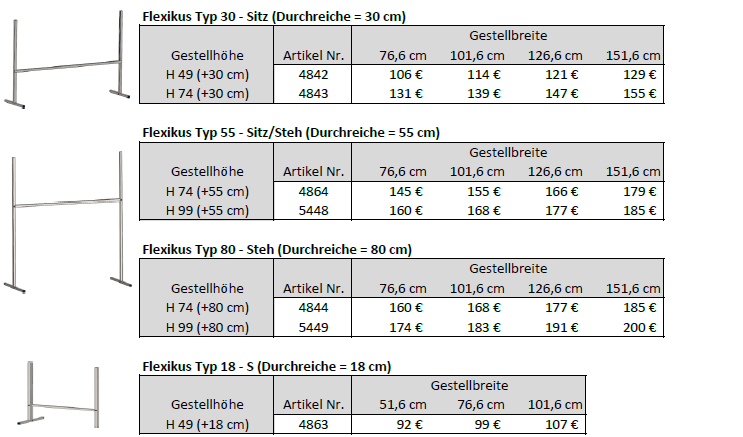 Flexikus Typ 30 - Sitz (Durchreiche = 30 cm)
Gestellbreite
Gestellhöhe Artikel Nr. 76,6 cm 101,6 cm 126,6 cm 151,6 cm
H 49 (+30 cm) 4842 106 € 114 € 121 € 129 €
H 74 (+30 cm) 4843 131 € 139 € 147 € 155 €
Flexikus Typ 55 - Sitz/Steh (Durchreiche = 55 cm)
Gestellbreite
Gestellhöhe Artikel Nr. 76,6 cm 101,6 cm 126,6 cm 151,6 cm
H 74 (+55 cm) 4864 145 € 155 € 166 € 179 €
H 99 (+55 cm) 5448 160 € 168 € 177 € 185 €
Flexikus Typ 80 - Steh (Durchreiche = 80 cm)
Gestellbreite
Gestellhöhe Artikel Nr. 76,6 cm 101,6 cm 126,6 cm 151,6 cm
H 74 (+80 cm) 4844 160 € 168 € 177 € 185 €
H 99 (+80 cm) 5449 174 € 183 € 191 € 200 €
Flexikus Typ 18 - S (Durchreiche = 18 cm)
Gestellbreite
Gestellhöhe Artikel Nr. 51,6 cm 76,6 cm 101,6 cm
H 49 (+18 cm) 4863 92 € 99 € 107 €